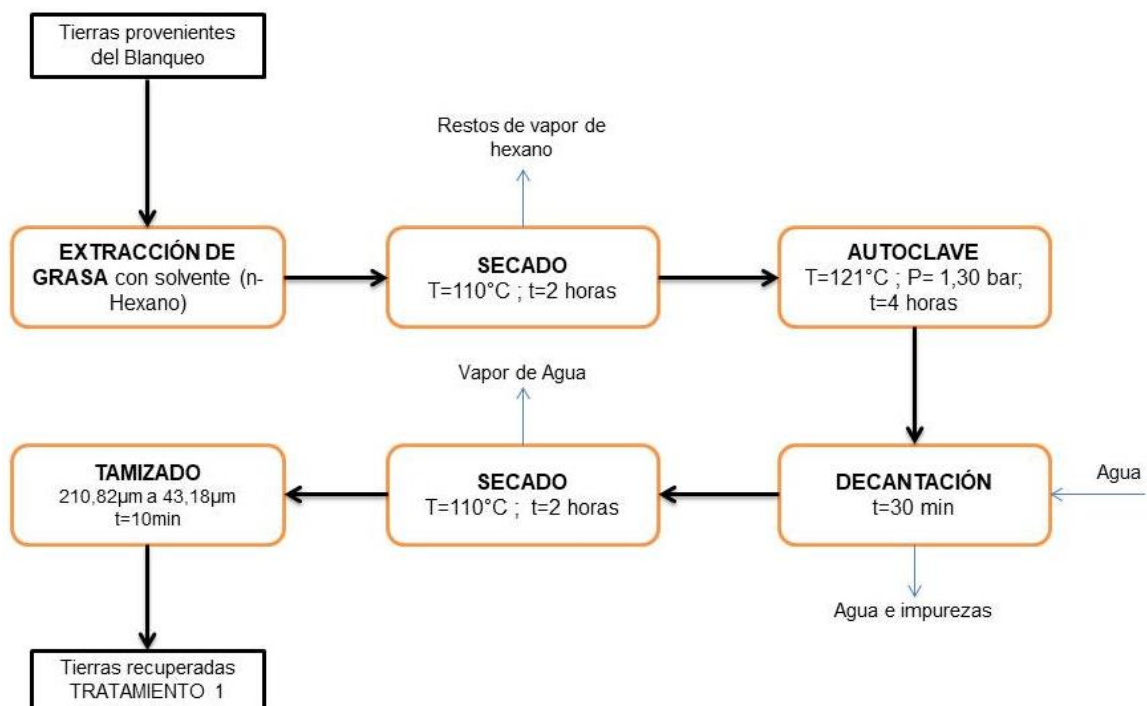 Tierras provenientes
del Blanqueo
Restos de vapor de
hexano
EXTRACCIÓN DE
GRASA con solvente (n-
Hexano)
SECADO
T=110°C ; t=2 horas
AUTOCLAVE
T=121°C ; P= 1,30 bar;
t=4 horas
Vapor de Agua
TAMIZADO
210,82µm a 43,18µm
t=10min
SECADO
T=110°C ; t=2 horas
DECANTACIÓN
t=30 min
Agua
Agua e impurezas
Tierras recuperadas
TRATAMIENTO 1